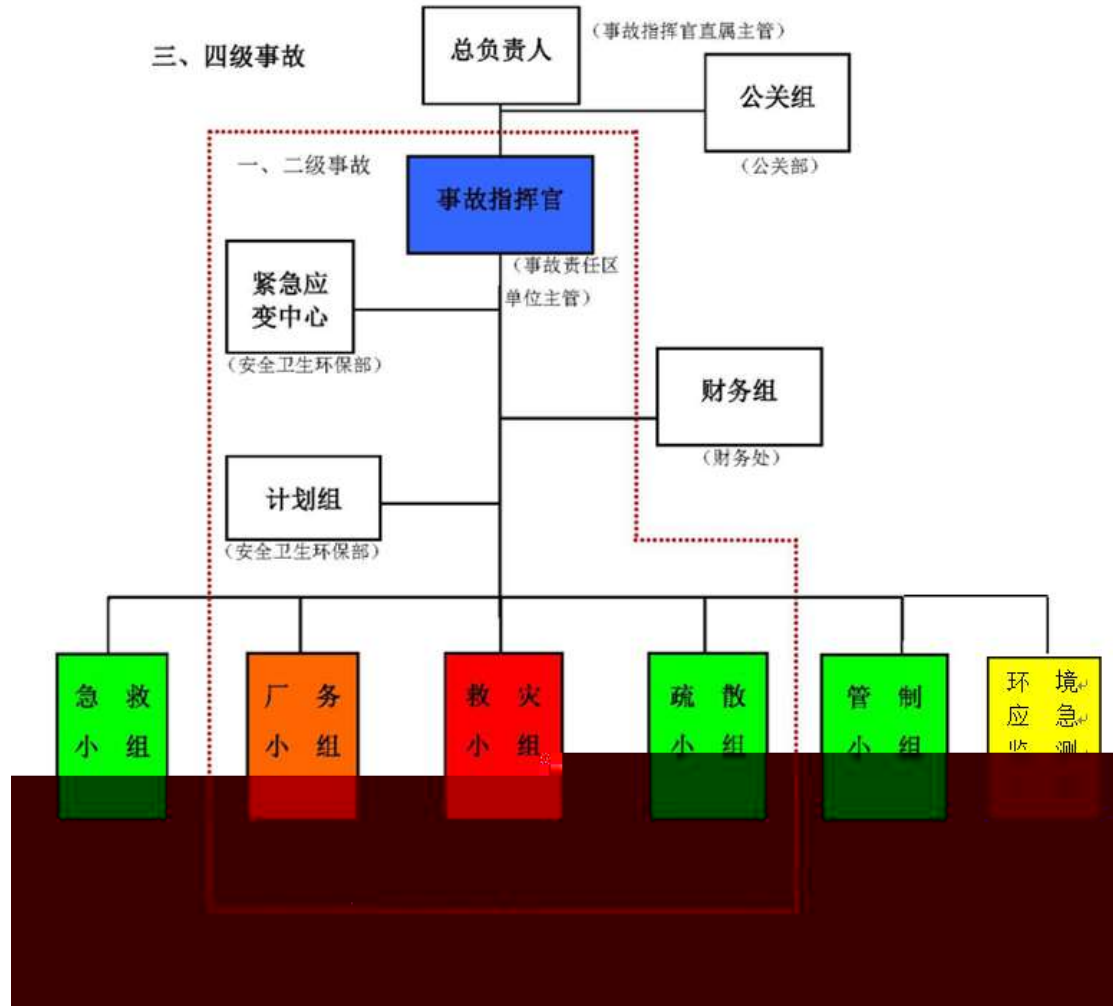 总负责人
（事故指挥官直属主管）
三、四级事故
公关组
（公关部）
一、二级事故
事故指挥官
（事故责任区
单位主管）
紧急应
变中心
（安全卫生环保部）
财务组
（财务处）
计划组
（安全卫生环保部）
急 救
小 组
厂 务
小 组
救 灾
小 组
疏 散
小 组
管 制
小 组
环 境
应 急
监 测